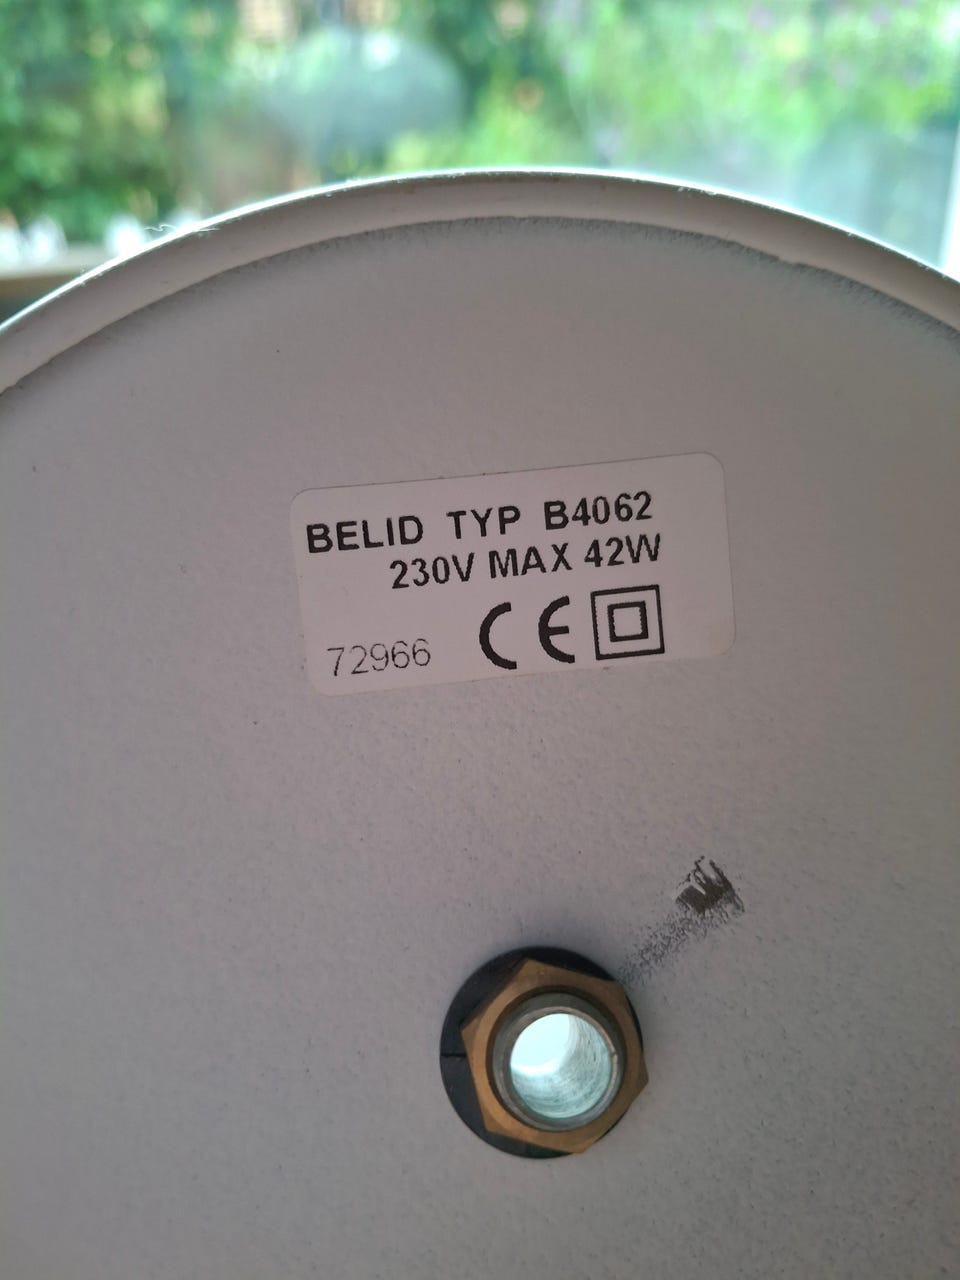 BELID TYP B4062
230V MAX 42W
72966 CE